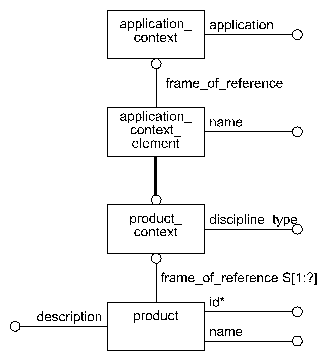 application_
context
application
frame_of_reference
application_
context_
element
name
product_
context
discipline_type
frame_of_reference S[1:?]
description
product
id*
name